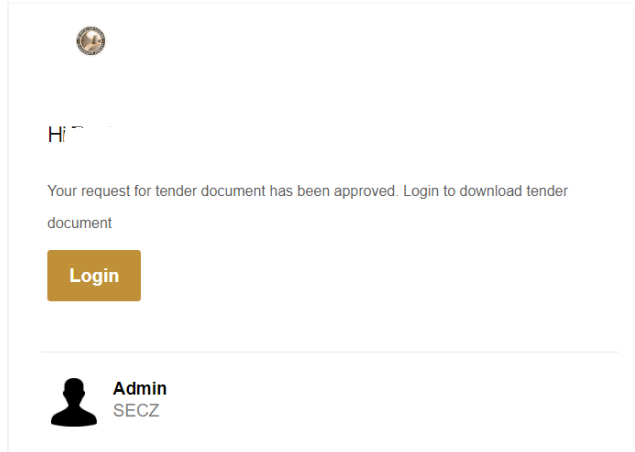 Hi
Your request for tender document has been approved. Login to download tender
document
Login
Admin
SECZ